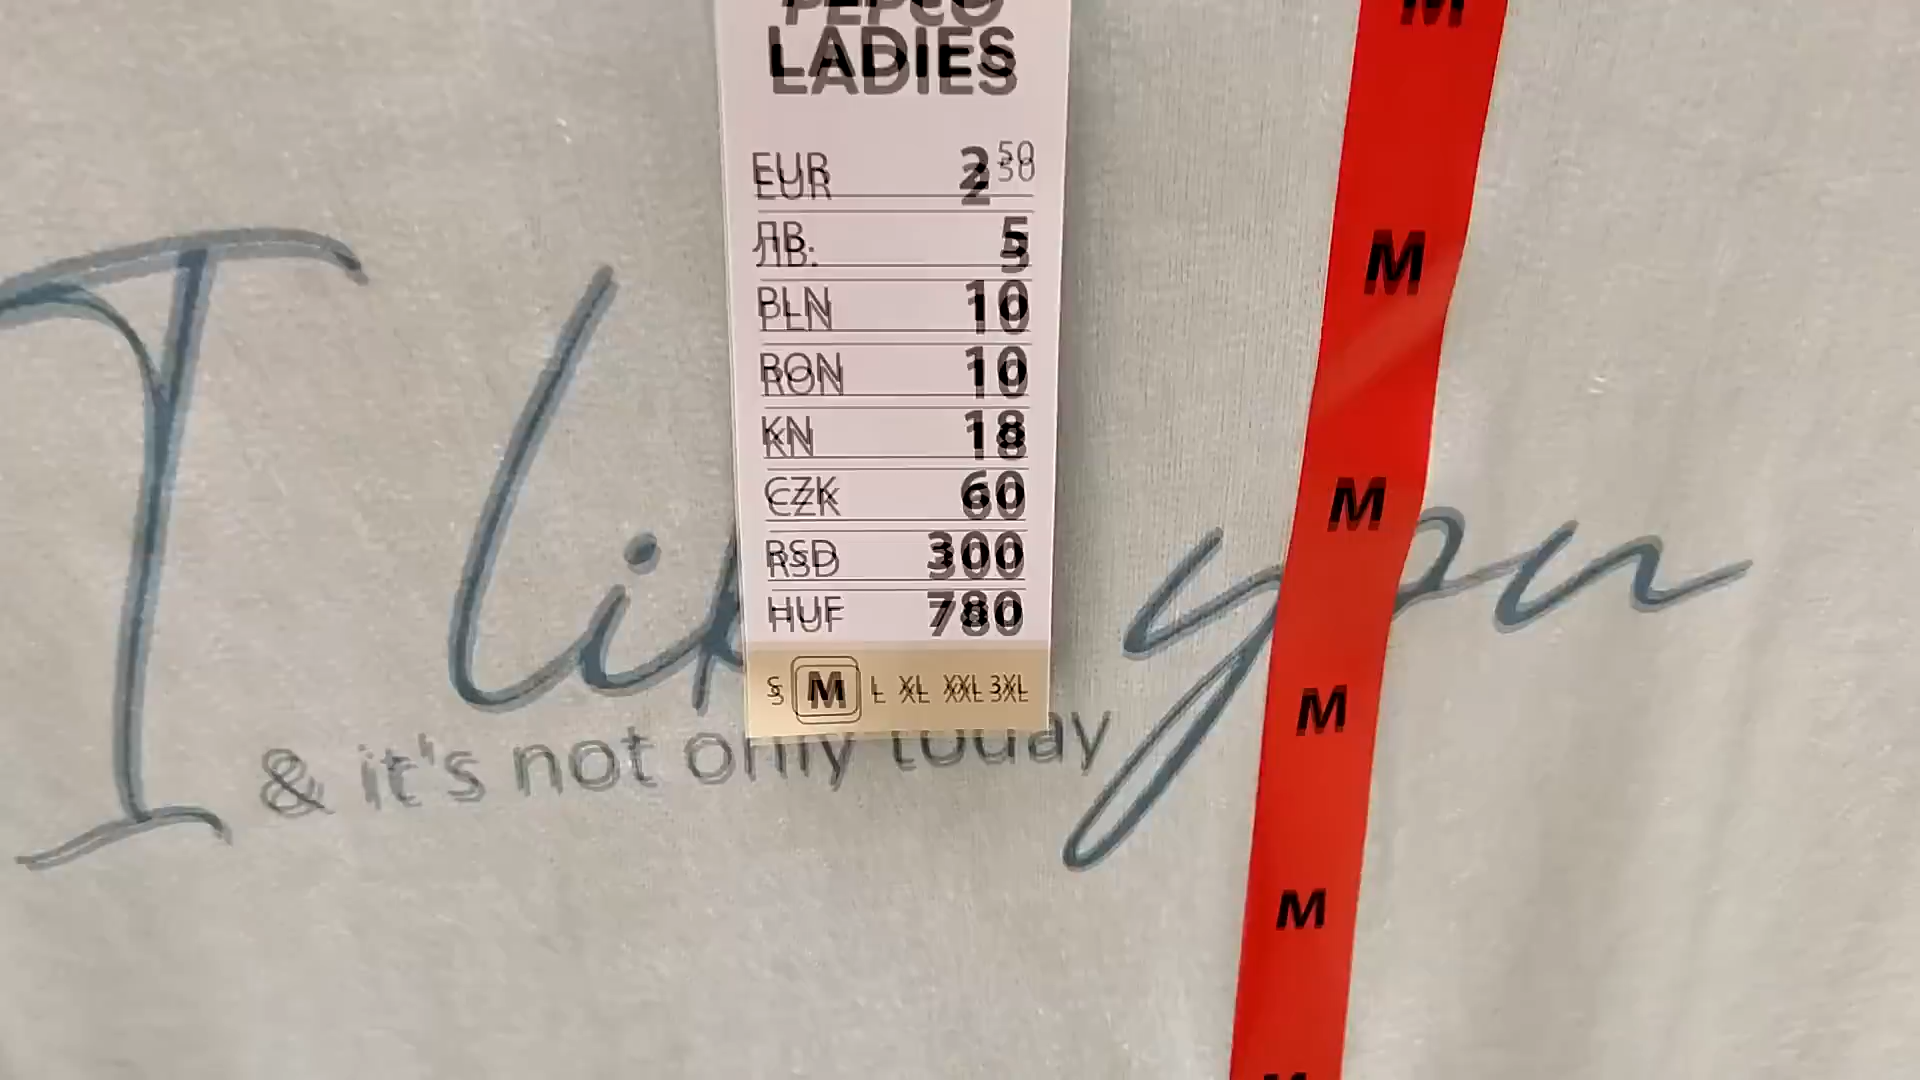 PEPCO
LADIES
EUR 2 50
ЛВ. 5
PLN 10
RON 10
KN 18
CZK 60
RSD 300
HUF 780
S M L XL XXL 3XL
I like you
& it's not only today
M
M
M
M
M
M